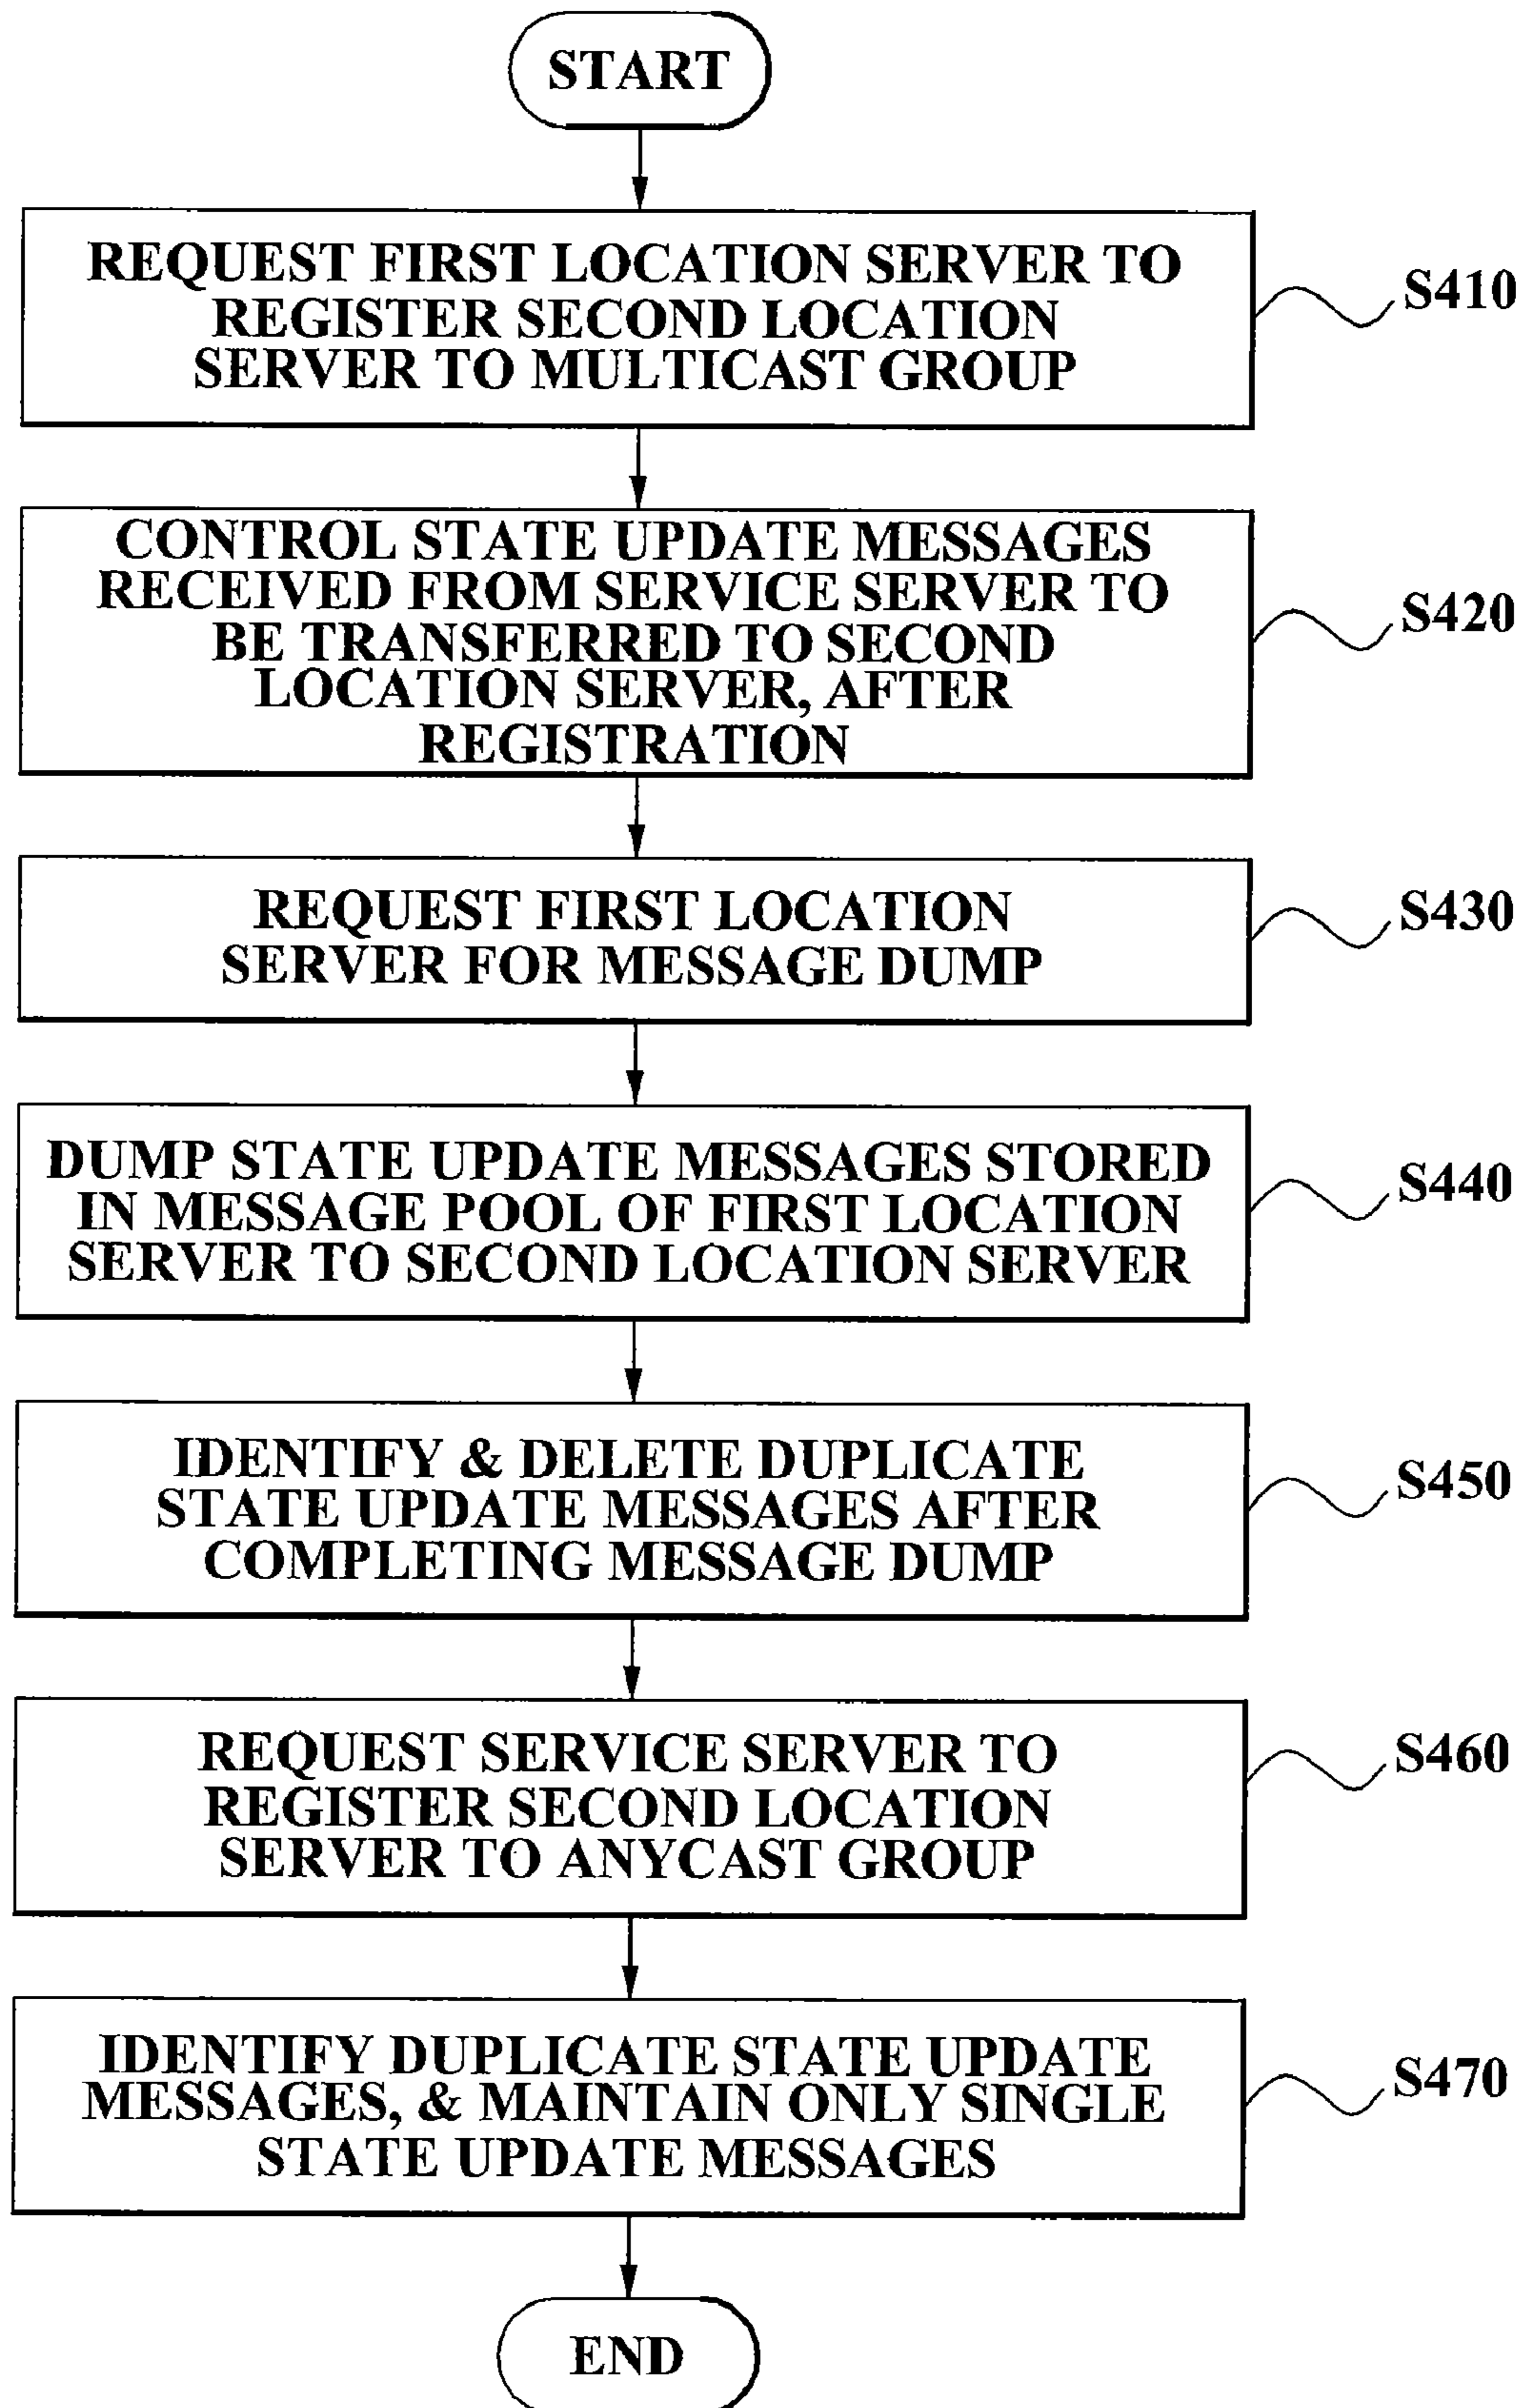 START
REQUEST FIRST LOCATION SERVER TO
REGISTER SECOND LOCATION
SERVER TO MULTICAST GROUP
S410
CONTROL STATE UPDATE MESSAGES
RECEIVED FROM SERVICE SERVER TO
BE TRANSFERRED TO SECOND
LOCATION SERVER, AFTER
REGISTRATION
S420
REQUEST FIRST LOCATION
SERVER FOR MESSAGE DUMP
S430
DUMP STATE UPDATE MESSAGES STORED
IN MESSAGE POOL OF FIRST LOCATION
SERVER TO SECOND LOCATION SERVER
S440
IDENTIFY & DELETE DUPLICATE
STATE UPDATE MESSAGES AFTER
COMPLETING MESSAGE DUMP
S450
REQUEST SERVICE SERVER TO
REGISTER SECOND LOCATION
SERVER TO ANYCAST GROUP
S460
IDENTIFY DUPLICATE STATE UPDATE
MESSAGES, & MAINTAIN ONLY SINGLE
STATE UPDATE MESSAGES
S470
END